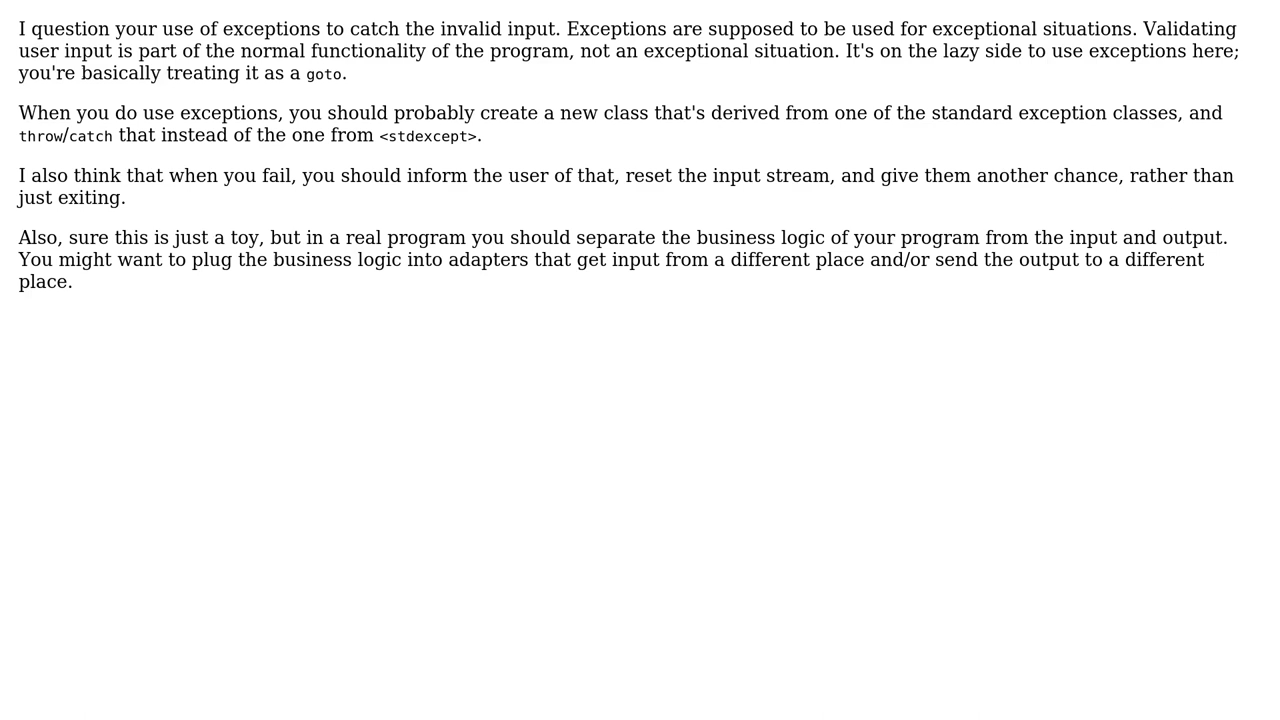 I question your use of exceptions to catch the invalid input. Exceptions are supposed to be used for exceptional situations. Validating
user input is part of the normal functionality of the program, not an exceptional situation. It's on the lazy side to use exceptions here;
you're basically treating it as a goto.
When you do use exceptions, you should probably create a new class that's derived from one of the standard exception classes, and
throw/catch that instead of the one from <stdexcept>.
I also think that when you fail, you should inform the user of that, reset the input stream, and give them another chance, rather than
just exiting.
Also, sure this is just a toy, but in a real program you should separate the business logic of your program from the input and output.
You might want to plug the business logic into adapters that get input from a different place and/or send the output to a different
place.